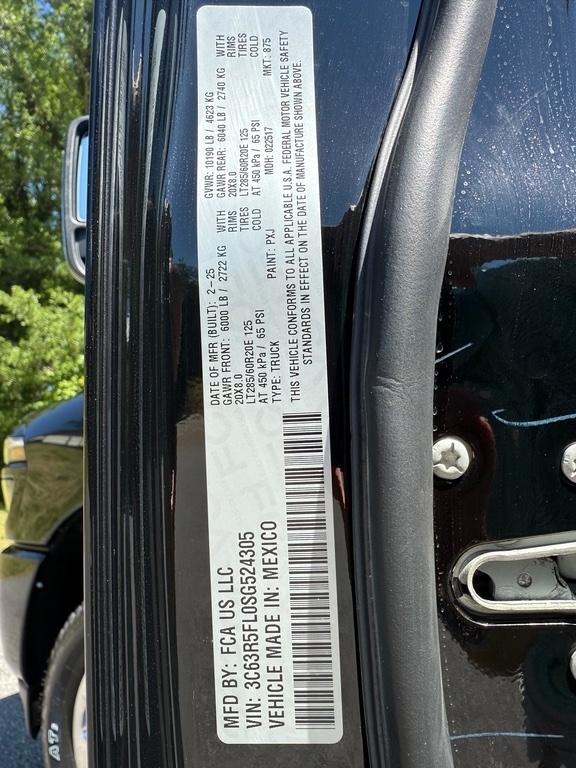 MFD BY: FCA US LLC
DATE OF MFR (BUILT): 2-25
GVWR: 10190 LB / 4623 KG
VIN: 3C63R5FL0SG524305
GAWR FRONT: 6000 LB / 2722 KG WITH
GAWR REAR: 6040 LB / 2740 KG WITH
VEHICLE MADE IN: MEXICO
20X8.0 RIMS
20X8.0 RIMS
LT285/60R20E 125 TIRES
LT285/60R20E 125 TIRES
AT 450 kPa / 65 PSI COLD
AT 450 kPa / 65 PSI COLD
TYPE: TRUCK PAINT: PXJ MDH: 022517 MKT: 875
THIS VEHICLE CONFORMS TO ALL APPLICABLE U.S.A. FEDERAL MOTOR VEHICLE SAFETY
STANDARDS IN EFFECT ON THE DATE OF MANUFACTURE SHOWN ABOVE.